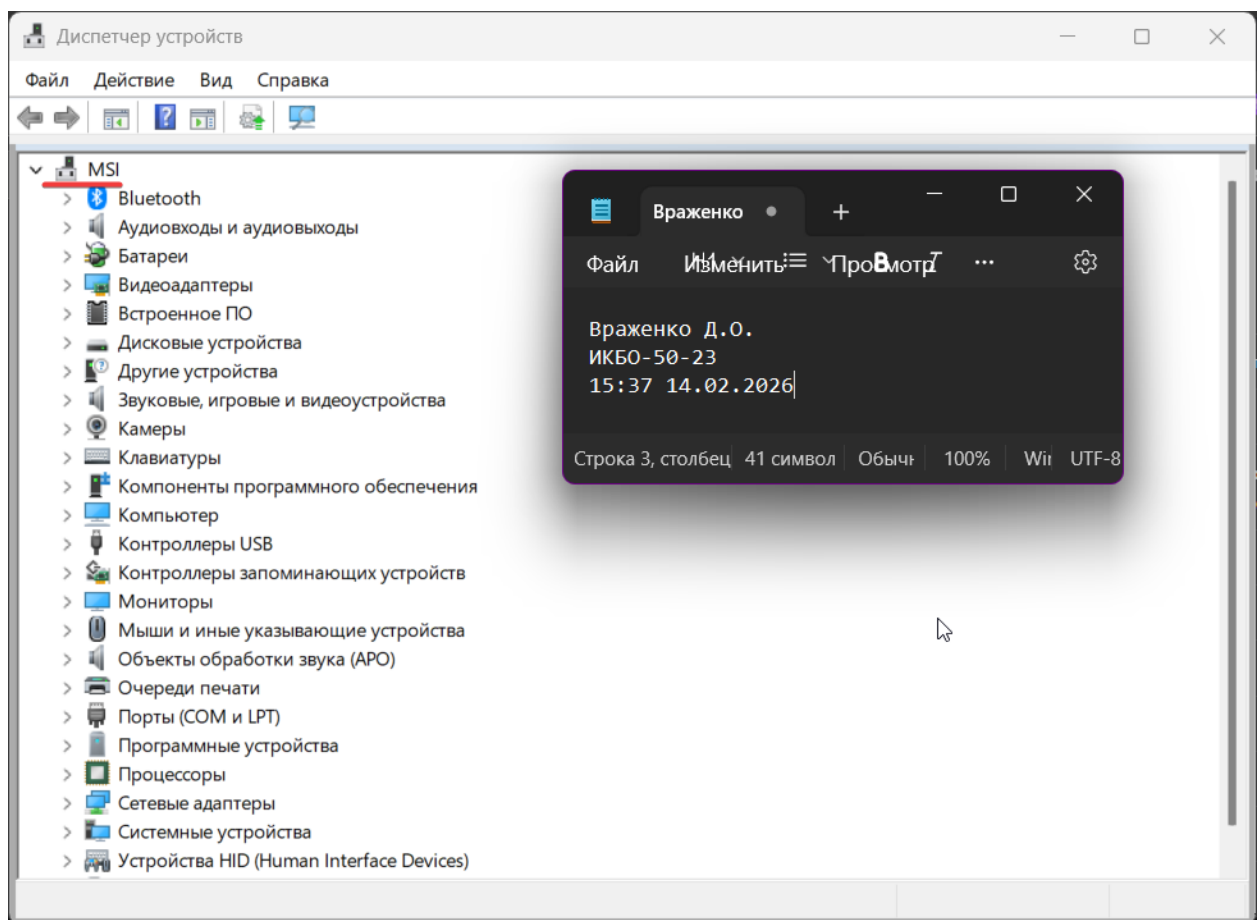 Диспетчер устройств
Файл Действие Вид Справка
MSI
Bluetooth
Аудиовходы и аудиовыходы
Батареи
Видеоадаптеры
Встроенное ПО
Дисковые устройства
Другие устройства
Звуковые, игровые и видеоустройства
Камеры
Клавиатуры
Компоненты программного обеспечения
Компьютер
Контроллеры USB
Контроллеры запоминающих устройств
Мониторы
Мыши и иные указывающие устройства
Объекты обработки звука (APO)
Очереди печати
Порты (COM и LPT)
Программные устройства
Процессоры
Сетевые адаптеры
Системные устройства
Устройства HID (Human Interface Devices)
Враженко
Файл Изменить Просмотр
Враженко Д.О.
ИКБО-50-23
15:37 14.02.2026
Строка 3, столбец 41 символ Обычн 100% Win UTF-8